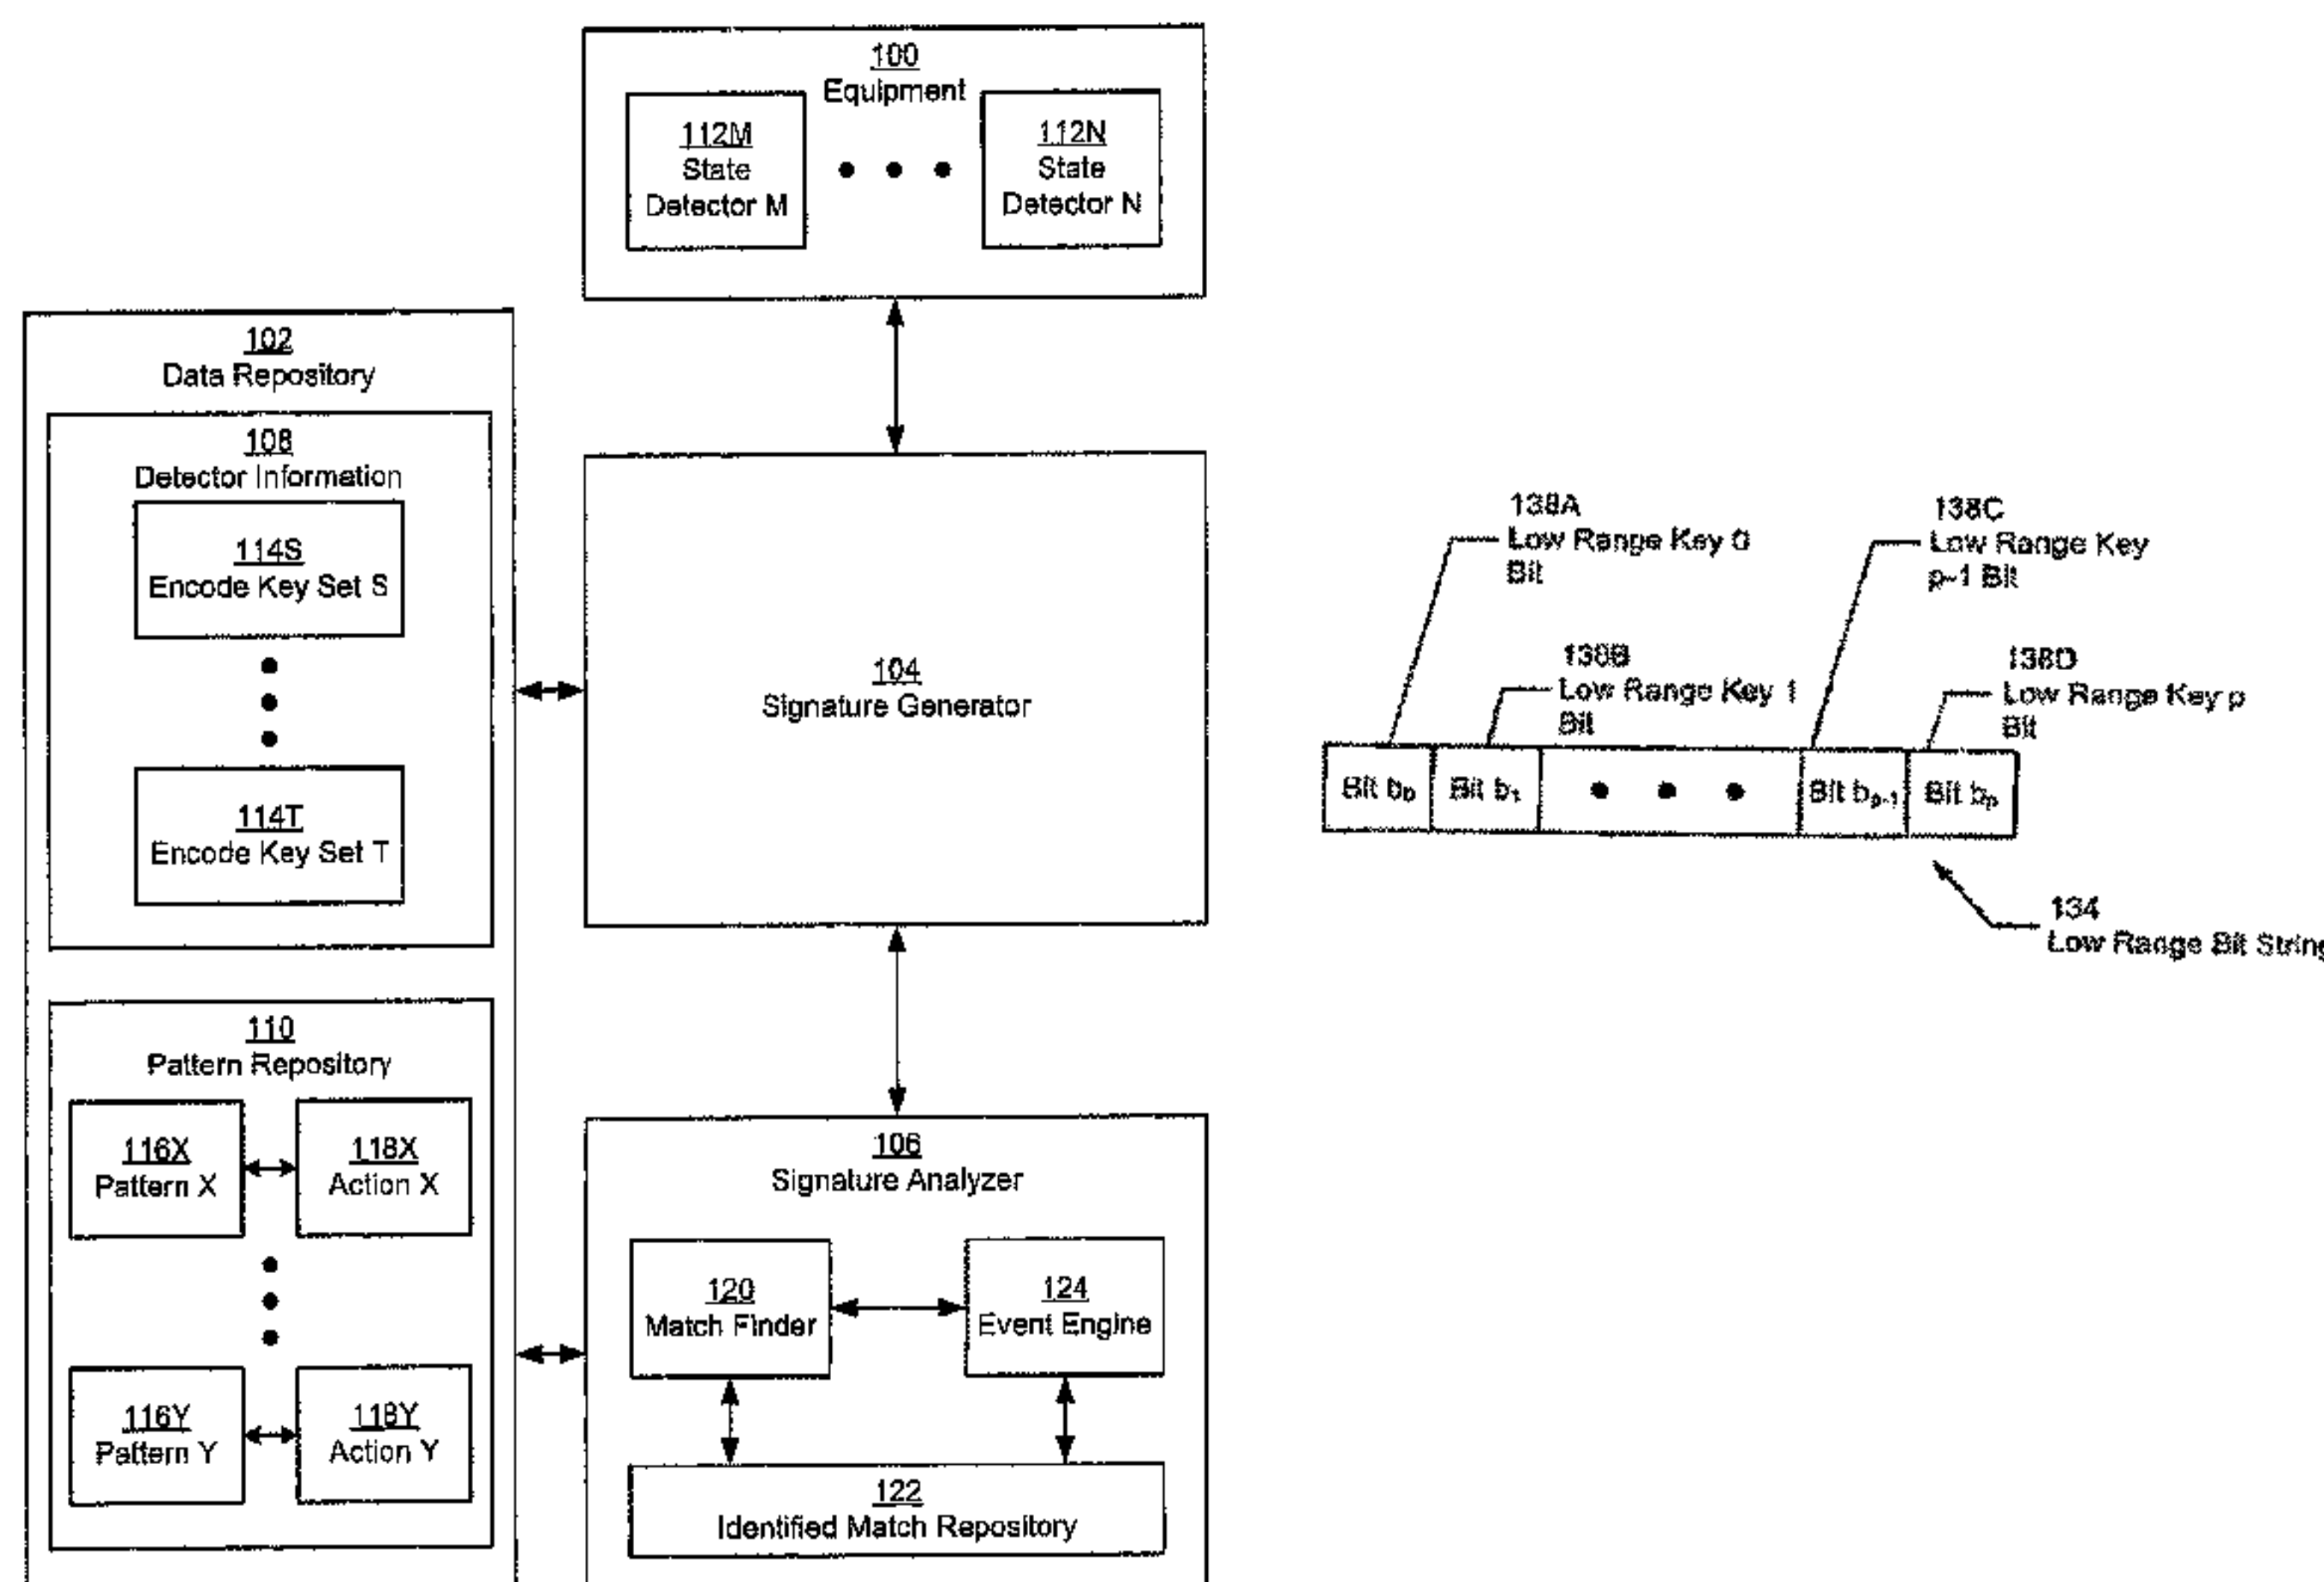 100
Equipment
112M
State
Detector M
112N
State
Detector N
102
Data Repository
108
Detector Information
114S
Encode Key Set S
114T
Encode Key Set T
104
Signature Generator
138A
Low Range Key 0
Bit
138C
Low Range Key
p-1 Bit
138B
Low Range Key 1
Bit
138D
Low Range Key p
Bit
Bit b0
Bit b1
Bit bp-1
Bit bp
134
Low Range Bit String
110
Pattern Repository
116X
Pattern X
118X
Action X
116Y
Pattern Y
118Y
Action Y
106
Signature Analyzer
120
Match Finder
124
Event Engine
122
Identified Match Repository